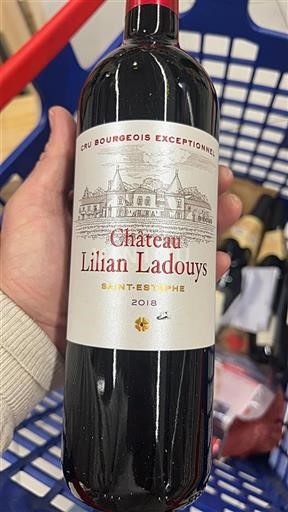 CRU BOURGEOIS EXCEPTIONNEL
Château
Lilian Ladouys
SAINT-ESTÈPHE
2018